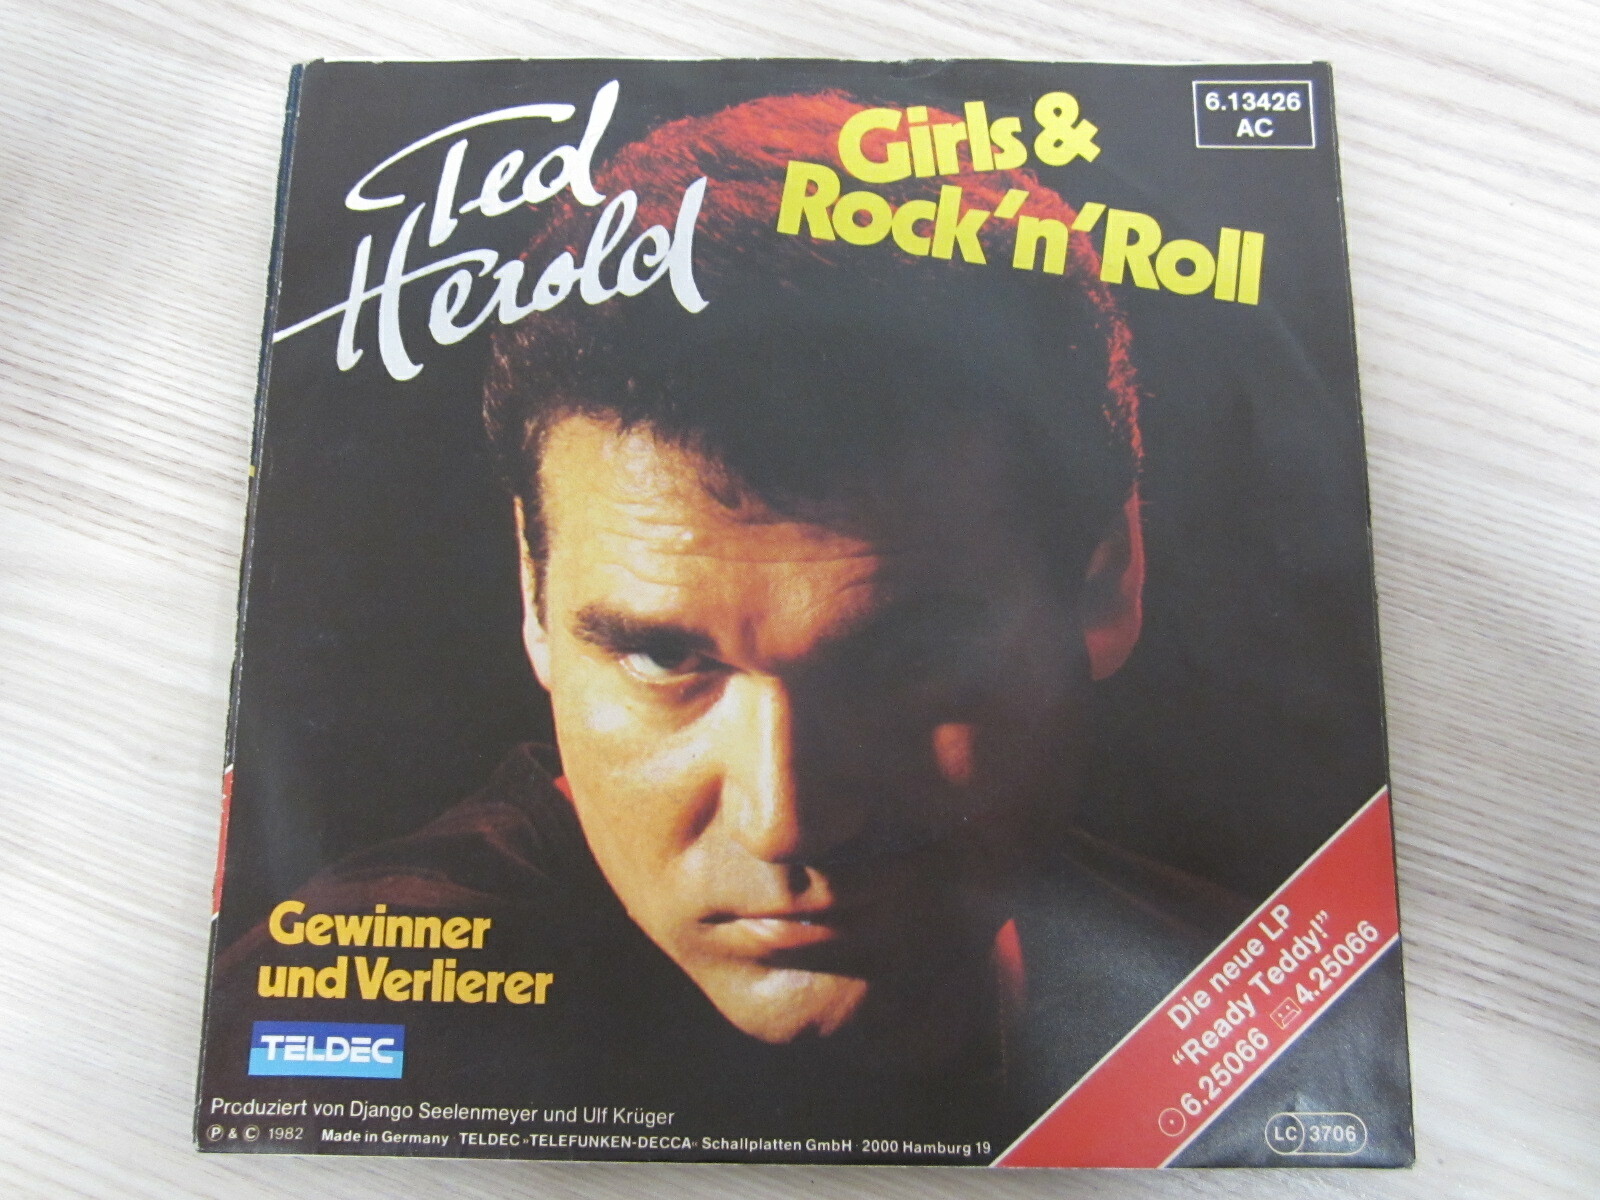 Ted
Herold
Girls &
Rock'n'Roll
6.13426
AC
Gewinner
und Verlierer
TELDEC
Die neue LP
"Ready Teddy!"
6.25066 4.25066
Produziert von Django Seelenmeyer und Ulf Krüger
Ⓟ & © 1982 Made in Germany · TELDEC »TELEFUNKEN-DECCA« Schallplatten GmbH · 2000 Hamburg 19
LC 3706